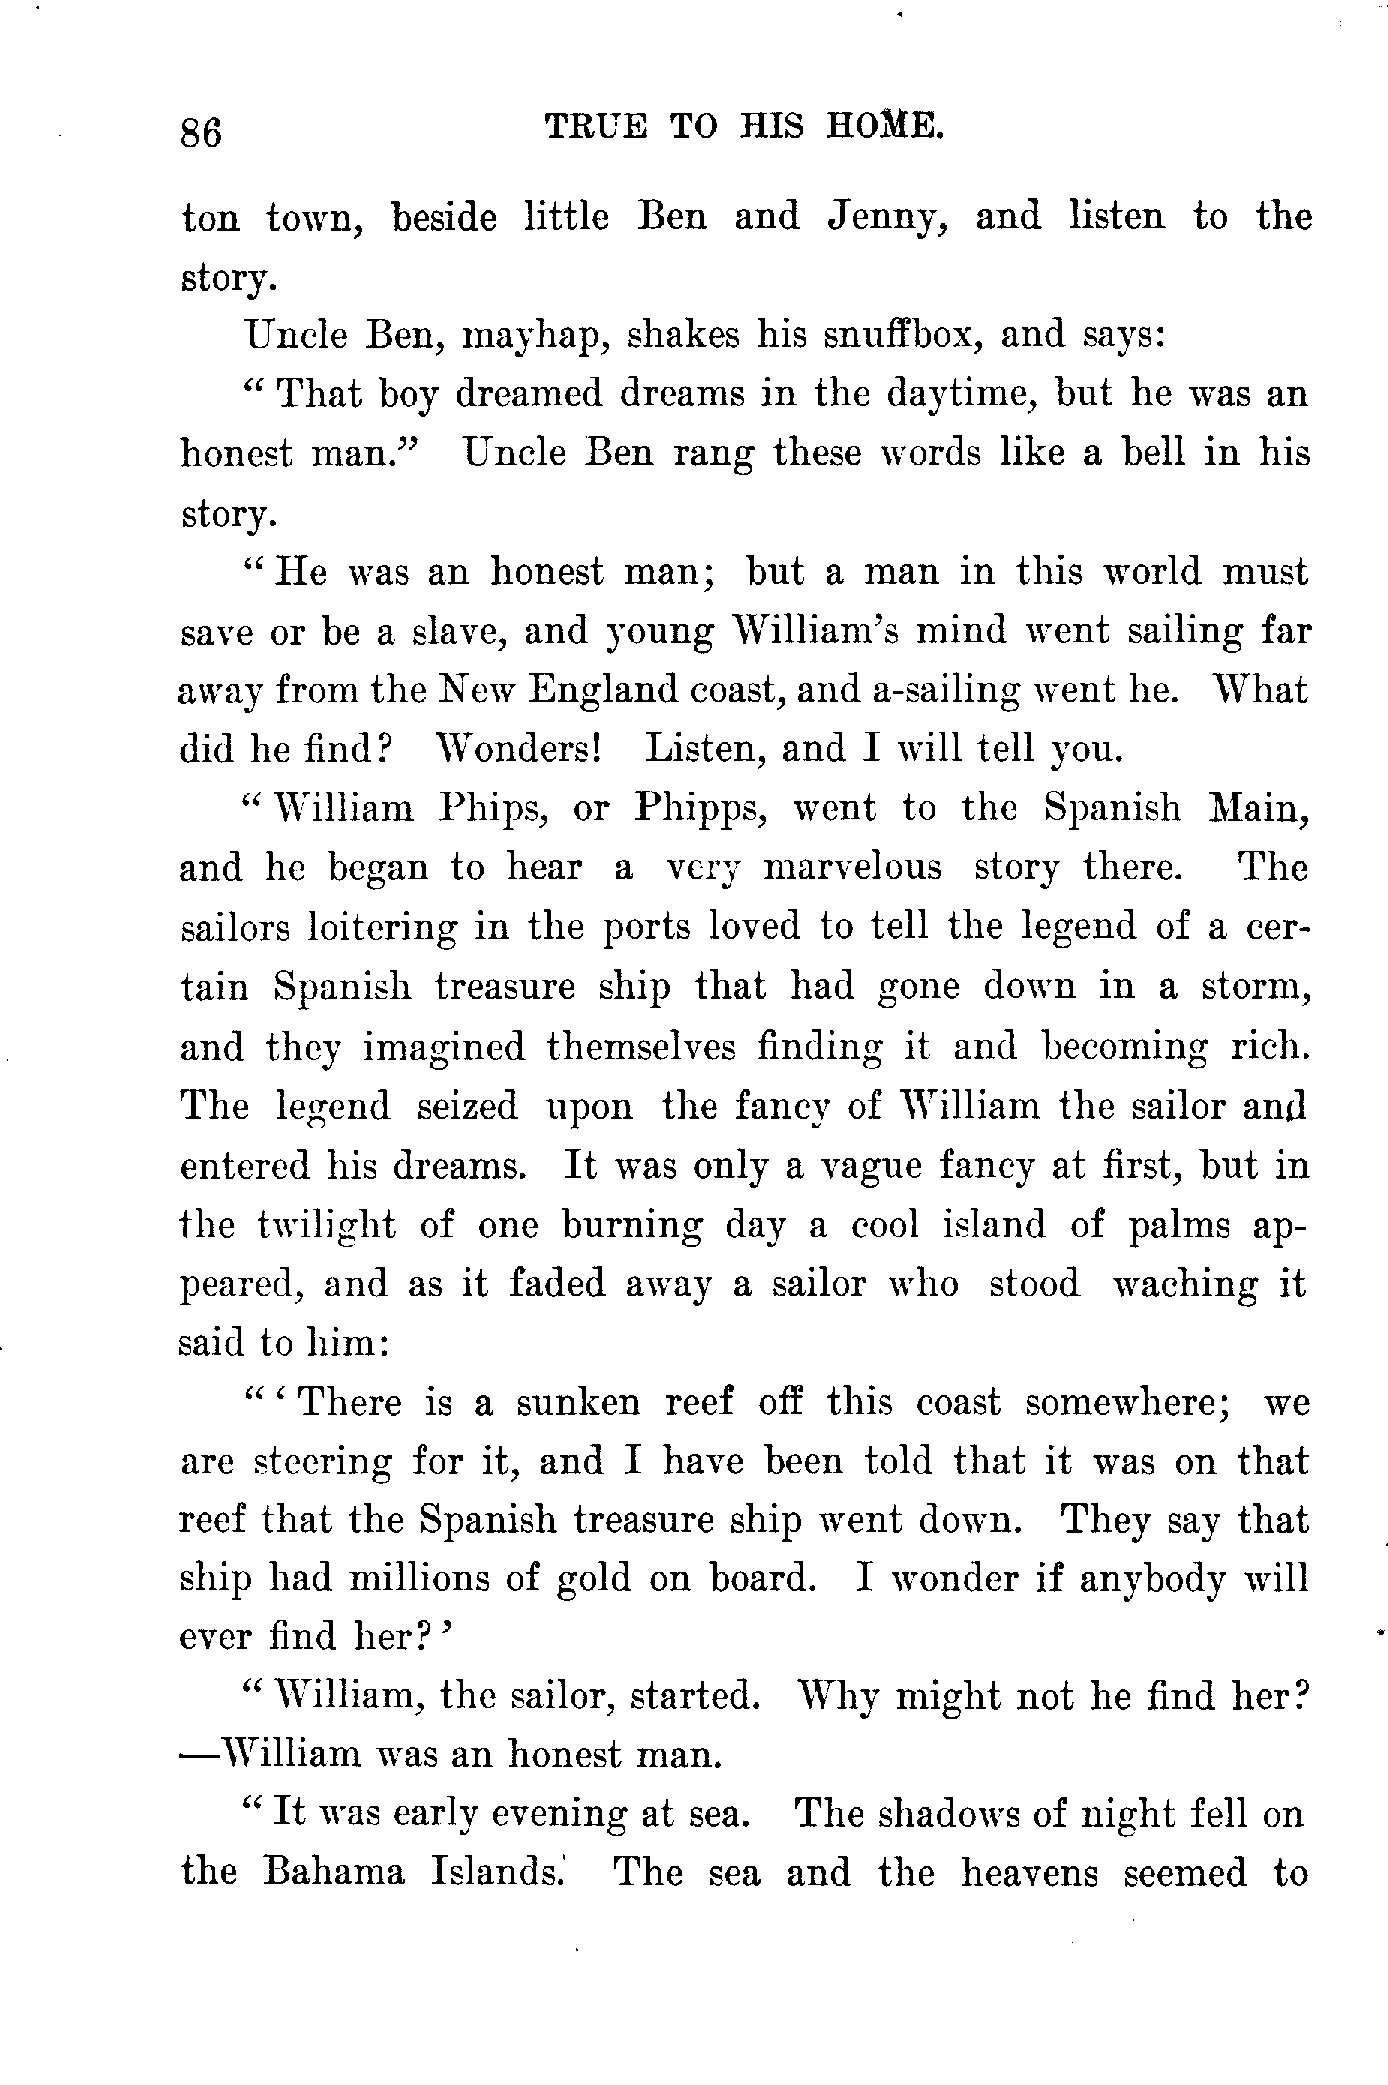 86 TRUE TO HIS HOME.
ton town, beside little Ben and Jenny, and listen to the
story.
Uncle Ben, mayhap, shakes his snuffbox, and says:
“ That boy dreamed dreams in the daytime, but he was an
honest man.” Uncle Ben rang these words like a bell in his
story.
“ He was an honest man; but a man in this world must
save or be a slave, and young William’s mind went sailing far
away from the New England coast, and a-sailing went he. What
did he find? Wonders! Listen, and I will tell you.
“ William Phips, or Phipps, went to the Spanish Main,
and he began to hear a very marvelous story there. The
sailors loitering in the ports loved to tell the legend of a cer-
tain Spanish treasure ship that had gone down in a storm,
and they imagined themselves finding it and becoming rich.
The legend seized upon the fancy of William the sailor and
entered his dreams. It was only a vague fancy at first, but in
the twilight of one burning day a cool island of palms ap-
peared, and as it faded away a sailor who stood waching it
said to him:
“ ‘ There is a sunken reef off this coast somewhere; we
are steering for it, and I have been told that it was on that
reef that the Spanish treasure ship went down. They say that
ship had millions of gold on board. I wonder if anybody will
ever find her? ’
“ William, the sailor, started. Why might not he find her?
—William was an honest man.
“ It was early evening at sea. The shadows of night fell on
the Bahama Islands. The sea and the heavens seemed to